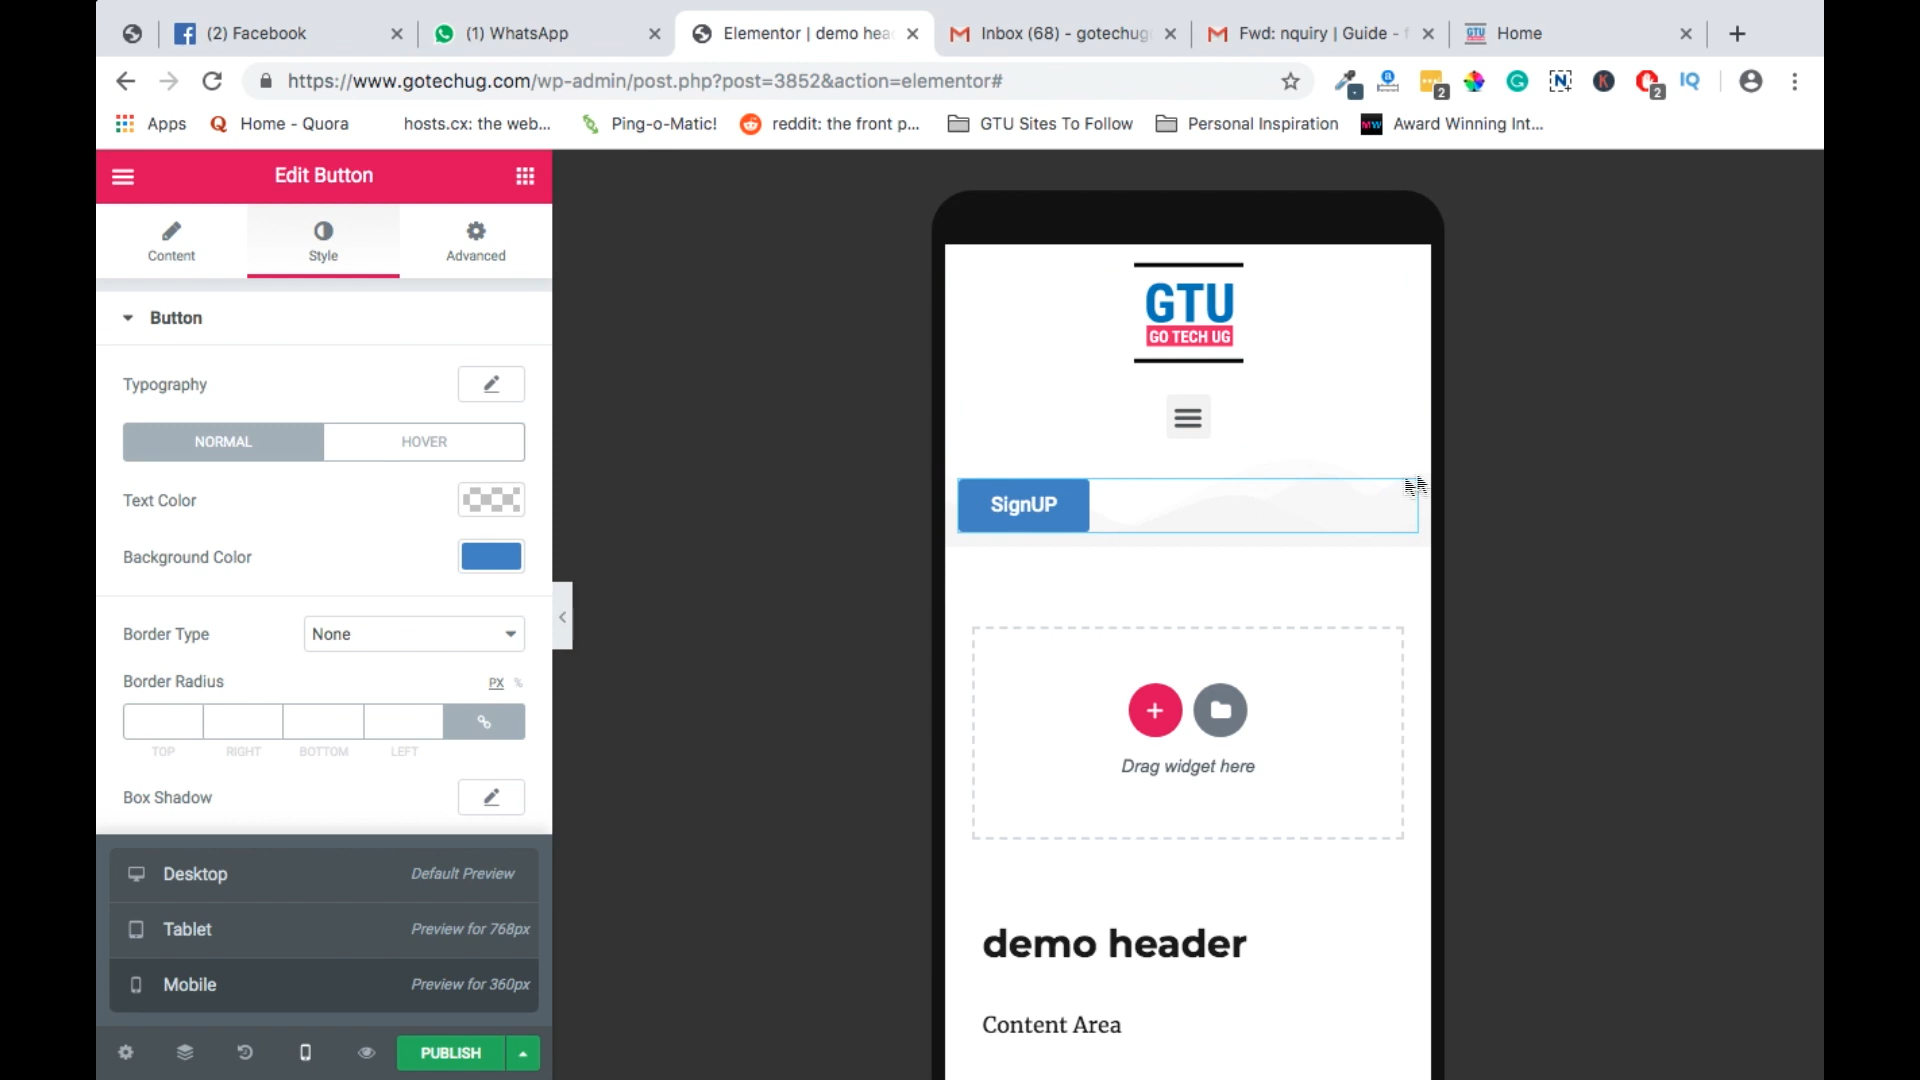 (2) Facebook
(1) WhatsApp
Elementor | demo hea
Inbox (68) - gotechug
Fwd: nquiry | Guide - f
GTU
Home
https://www.gotechug.com/wp-admin/post.php?post=3852&action=elementor#
2
2
IQ
Apps
Home - Quora
hosts.cx: the web...
Ping-o-Matic!
reddit: the front p...
GTU Sites To Follow
Personal Inspiration
MW
Award Winning Int...
Edit Button
Content
Style
Advanced
Button
Typography
NORMAL
HOVER
Text Color
Background Color
Border Type
None
Border Radius
PX %
TOP
RIGHT
BOTTOM
LEFT
Box Shadow
Desktop
Default Preview
Tablet
Preview for 768px
Mobile
Preview for 360px
PUBLISH
GTU
GO TECH UG
SignUP
Drag widget here
demo header
Content Area